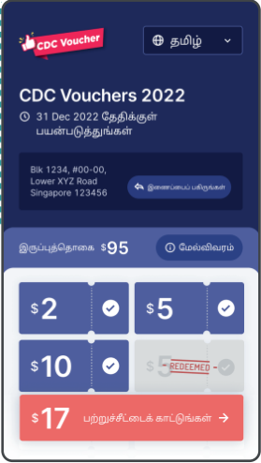 CDC Voucher
தமிழ்
CDC Vouchers 2022
31 Dec 2022 தேதிக்குள்
பயன்படுத்துங்கள்
Blk 1234, #00-00,
Lower XYZ Road
Singapore 123456
இணைப்பைப் பகிருங்கள்
இருப்புத்தொகை $95
மேல்விவரம்
$2
$5
$10
$5 REDEEMED
$17 பற்றுச்சீட்டைக் காட்டுங்கள்